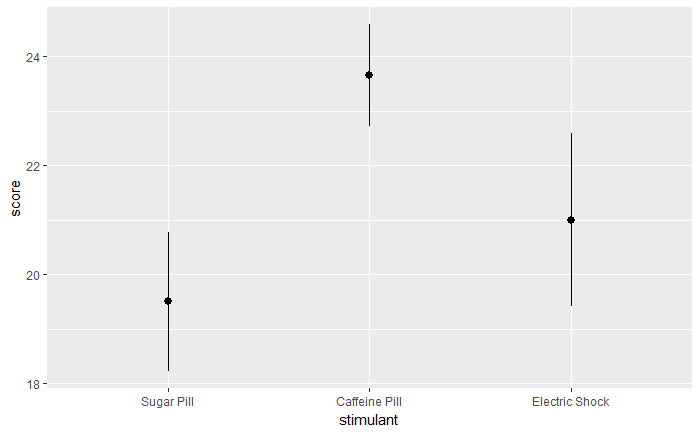 24
22
20
18
score
Sugar Pill Caffeine Pill Electric Shock
stimulant